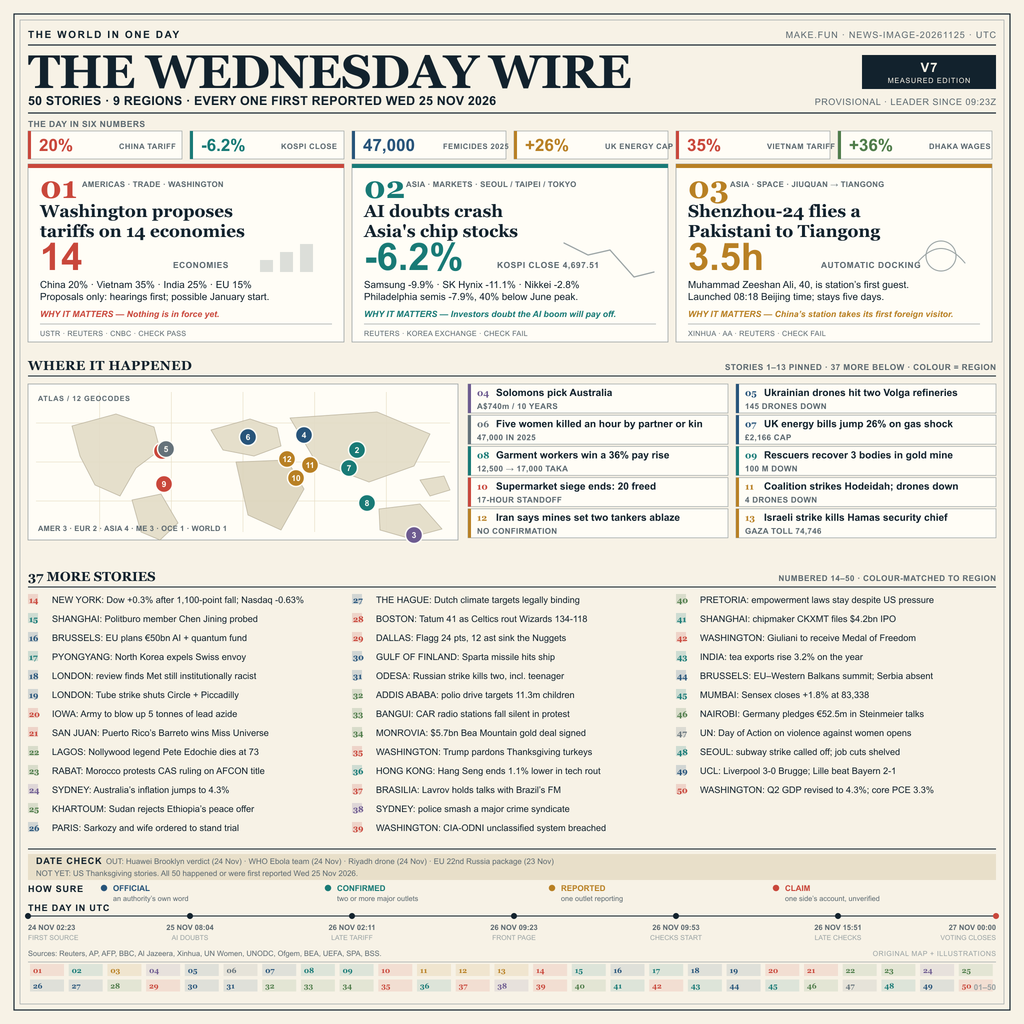 THE WORLD IN ONE DAY
MAKE.FUN · NEWS-IMAGE-20261125 · UTC
THE WEDNESDAY WIRE
V7
MEASURED EDITION
50 STORIES · 9 REGIONS · EVERY ONE FIRST REPORTED WED 25 NOV 2026
PROVISIONAL · LEADER SINCE 09:23Z
THE DAY IN SIX NUMBERS
20% CHINA TARIFF
-6.2% KOSPI CLOSE
47,000 FEMICIDES 2025
+26% UK ENERGY CAP
35% VIETNAM TARIFF
+36% DHAKA WAGES
01 AMERICAS · TRADE · WASHINGTON
Washington proposes
tariffs on 14 economies
14 ECONOMIES
China 20% · Vietnam 35% · India 25% · EU 15%
Proposals only: hearings first; possible January start.
WHY IT MATTERS — Nothing is in force yet.
USTR · REUTERS · CNBC · CHECK PASS
02 ASIA · MARKETS · SEOUL / TAIPEI / TOKYO
AI doubts crash
Asia's chip stocks
-6.2% KOSPI CLOSE 4,697.51
Samsung -9.9% · SK Hynix -11.1% · Nikkei -2.8%
Philadelphia semis -7.9%, 40% below June peak.
WHY IT MATTERS — Investors doubt the AI boom will pay off.
REUTERS · KOREA EXCHANGE · CHECK FAIL
03 ASIA · SPACE · JIUQUAN → TIANGONG
Shenzhou-24 flies a
Pakistani to Tiangong
3.5h AUTOMATIC DOCKING
Muhammad Zeeshan Ali, 40, is station's first guest.
Launched 08:18 Beijing time; stays five days.
WHY IT MATTERS — China's station takes its first foreign visitor.
XINHUA · AA · REUTERS · CHECK FAIL
WHERE IT HAPPENED
STORIES 1–13 PINNED · 37 MORE BELOW · COLOUR = REGION
ATLAS / 12 GEOCODES
5
6
4
2
12
11
7
10
9
8
3
AMER 3 · EUR 2 · ASIA 4 · ME 3 · OCE 1 · WORLD 1
04 Solomons pick Australia
A$740m / 10 YEARS
05 Ukrainian drones hit two Volga refineries
145 DRONES DOWN
06 Five women killed an hour by partner or kin
47,000 IN 2025
07 UK energy bills jump 26% on gas shock
£2,166 CAP
08 Garment workers win a 36% pay rise
12,500 → 17,000 TAKA
09 Rescuers recover 3 bodies in gold mine
100 M DOWN
10 Supermarket siege ends: 20 freed
17-HOUR STANDOFF
11 Coalition strikes Hodeidah; drones down
4 DRONES DOWN
12 Iran says mines set two tankers ablaze
NO CONFIRMATION
13 Israeli strike kills Hamas security chief
GAZA TOLL 74,746
37 MORE STORIES
NUMBERED 14–50 · COLOUR-MATCHED TO REGION
14 NEW YORK: Dow +0.3% after 1,100-point fall; Nasdaq -0.63%
15 SHANGHAI: Politburo member Chen Jining probed
16 BRUSSELS: EU plans €50bn AI + quantum fund
17 PYONGYANG: North Korea expels Swiss envoy
18 LONDON: review finds Met still institutionally racist
19 LONDON: Tube strike shuts Circle + Piccadilly
20 IOWA: Army to blow up 5 tonnes of lead azide
21 SAN JUAN: Puerto Rico's Barreto wins Miss Universe
22 LAGOS: Nollywood legend Pete Edochie dies at 73
23 RABAT: Morocco protests CAS ruling on AFCON title
24 SYDNEY: Australia's inflation jumps to 4.3%
25 KHARTOUM: Sudan rejects Ethiopia's peace offer
26 PARIS: Sarkozy and wife ordered to stand trial
27 THE HAGUE: Dutch climate targets legally binding
28 BOSTON: Tatum 41 as Celtics rout Wizards 134-118
29 DALLAS: Flagg 24 pts, 12 ast sink the Nuggets
30 GULF OF FINLAND: Sparta missile hits ship
31 ODESA: Russian strike kills two, incl. teenager
32 ADDIS ABABA: polio drive targets 11.3m children
33 BANGUI: CAR radio stations fall silent in protest
34 MONROVIA: $5.7bn Bea Mountain gold deal signed
35 WASHINGTON: Trump pardons Thanksgiving turkeys
36 HONG KONG: Hang Seng ends 1.1% lower in tech rout
37 BRASILIA: Lavrov holds talks with Brazil's FM
38 SYDNEY: police smash a major crime syndicate
39 WASHINGTON: CIA-ODNI unclassified system breached
40 PRETORIA: empowerment laws stay despite US pressure
41 SHANGHAI: chipmaker CKXMT files $4.2bn IPO
42 WASHINGTON: Giuliani to receive Medal of Freedom
43 INDIA: tea exports rise 3.2% on the year
44 BRUSSELS: EU–Western Balkans summit; Serbia absent
45 MUMBAI: Sensex closes +1.8% at 83,338
46 NAIROBI: Germany pledges €52.5m in Steinmeier talks
47 UN: Day of Action on violence against women opens
48 SEOUL: subway strike called off; job cuts shelved
49 UCL: Liverpool 3-0 Brugge; Lille beat Bayern 2-1
50 WASHINGTON: Q2 GDP revised to 4.3%; core PCE 3.3%
DATE CHECK OUT: Huawei Brooklyn verdict (24 Nov) · WHO Ebola team (24 Nov) · Riyadh drone (24 Nov) · EU 22nd Russia package (23 Nov)
NOT YET: US Thanksgiving stories. All 50 happened or were first reported Wed 25 Nov 2026.
HOW SURE
OFFICIAL
an authority's own word
CONFIRMED
two or more major outlets
REPORTED
one outlet reporting
CLAIM
one side's account, unverified
THE DAY IN UTC
24 NOV 02:23
FIRST SOURCE
25 NOV 08:04
AI DOUBTS
26 NOV 02:11
LATE TARIFF
26 NOV 09:23
FRONT PAGE
26 NOV 09:53
CHECKS START
26 NOV 15:51
LATE CHECKS
27 NOV 00:00
VOTING CLOSES
Sources: Reuters, AP, AFP, BBC, Al Jazeera, Xinhua, UN Women, UNODC, Ofgem, BEA, UEFA, SPA, BSS.
ORIGINAL MAP + ILLUSTRATIONS
01 02 03 04 05 06 07 08 09 10 11 12 13 14 15 16 17 18 19 20 21 22 23 24 25
26 27 28 29 30 31 32 33 34 35 36 37 38 39 40 41 42 43 44 45 46 47 48 49 50 01–50